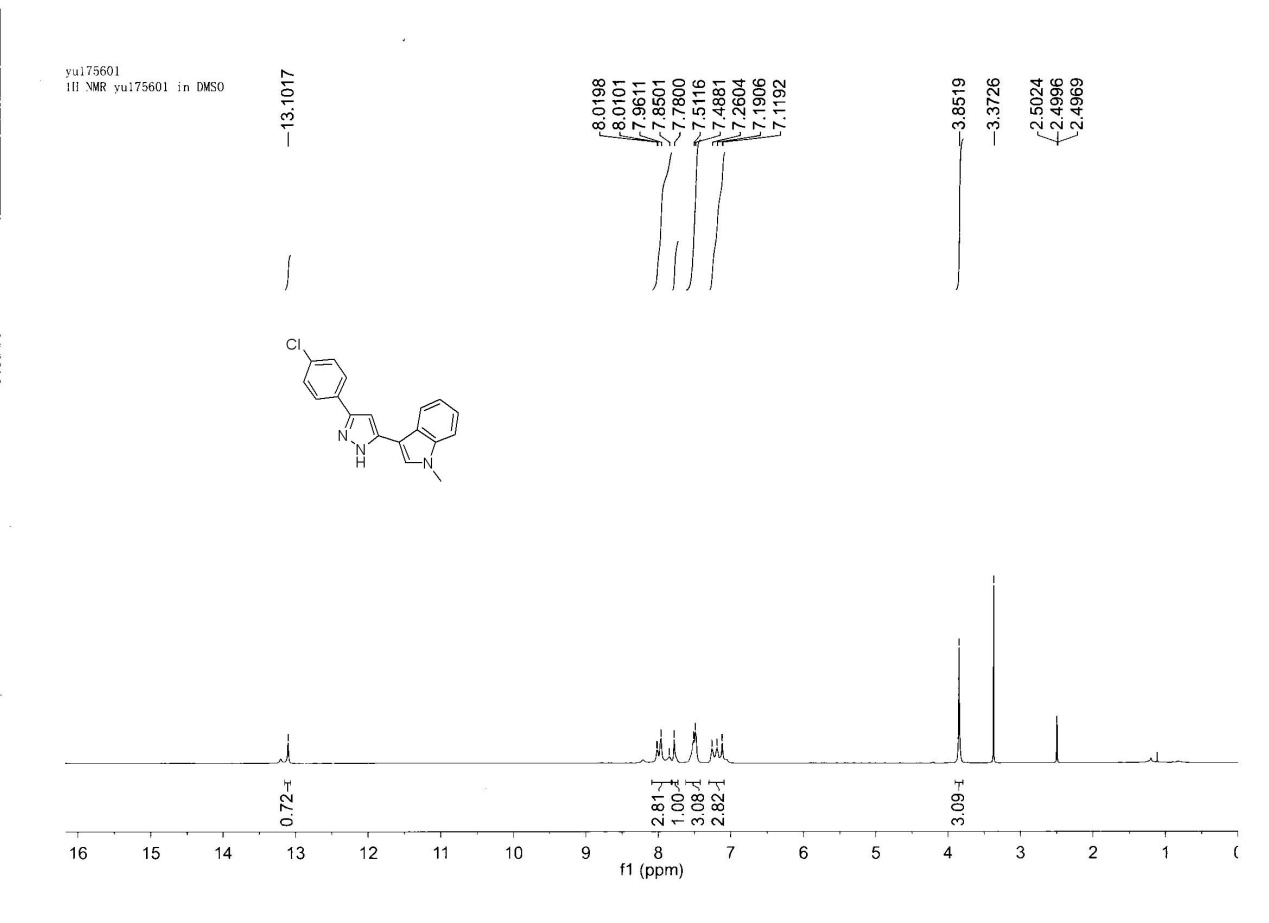 yu175601
1H NMR yu175601 in DMSO
13.1017
8.0198
8.0101
7.9611
7.8501
7.7800
7.5116
7.4881
7.2604
7.1906
7.1192
3.8519
3.3726
2.5024
2.4996
2.4969
Cl
N
N
H
N
0.72
2.81
1.00
3.08
2.82
3.09
16 15 14 13 12 11 10 9 8 7 6 5 4 3 2 1
f1 (ppm)